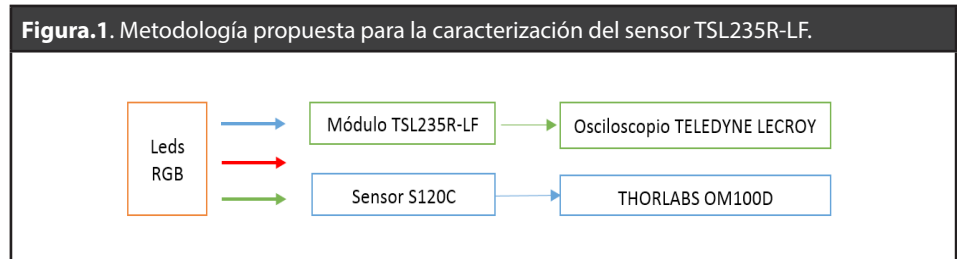 Figura.1. Metodología propuesta para la caracterización del sensor TSL235R-LF.
Leds
RGB
Módulo TSL235R-LF
Osciloscopio TELEDYNE LECROY
Sensor S120C
THORLABS OM100D